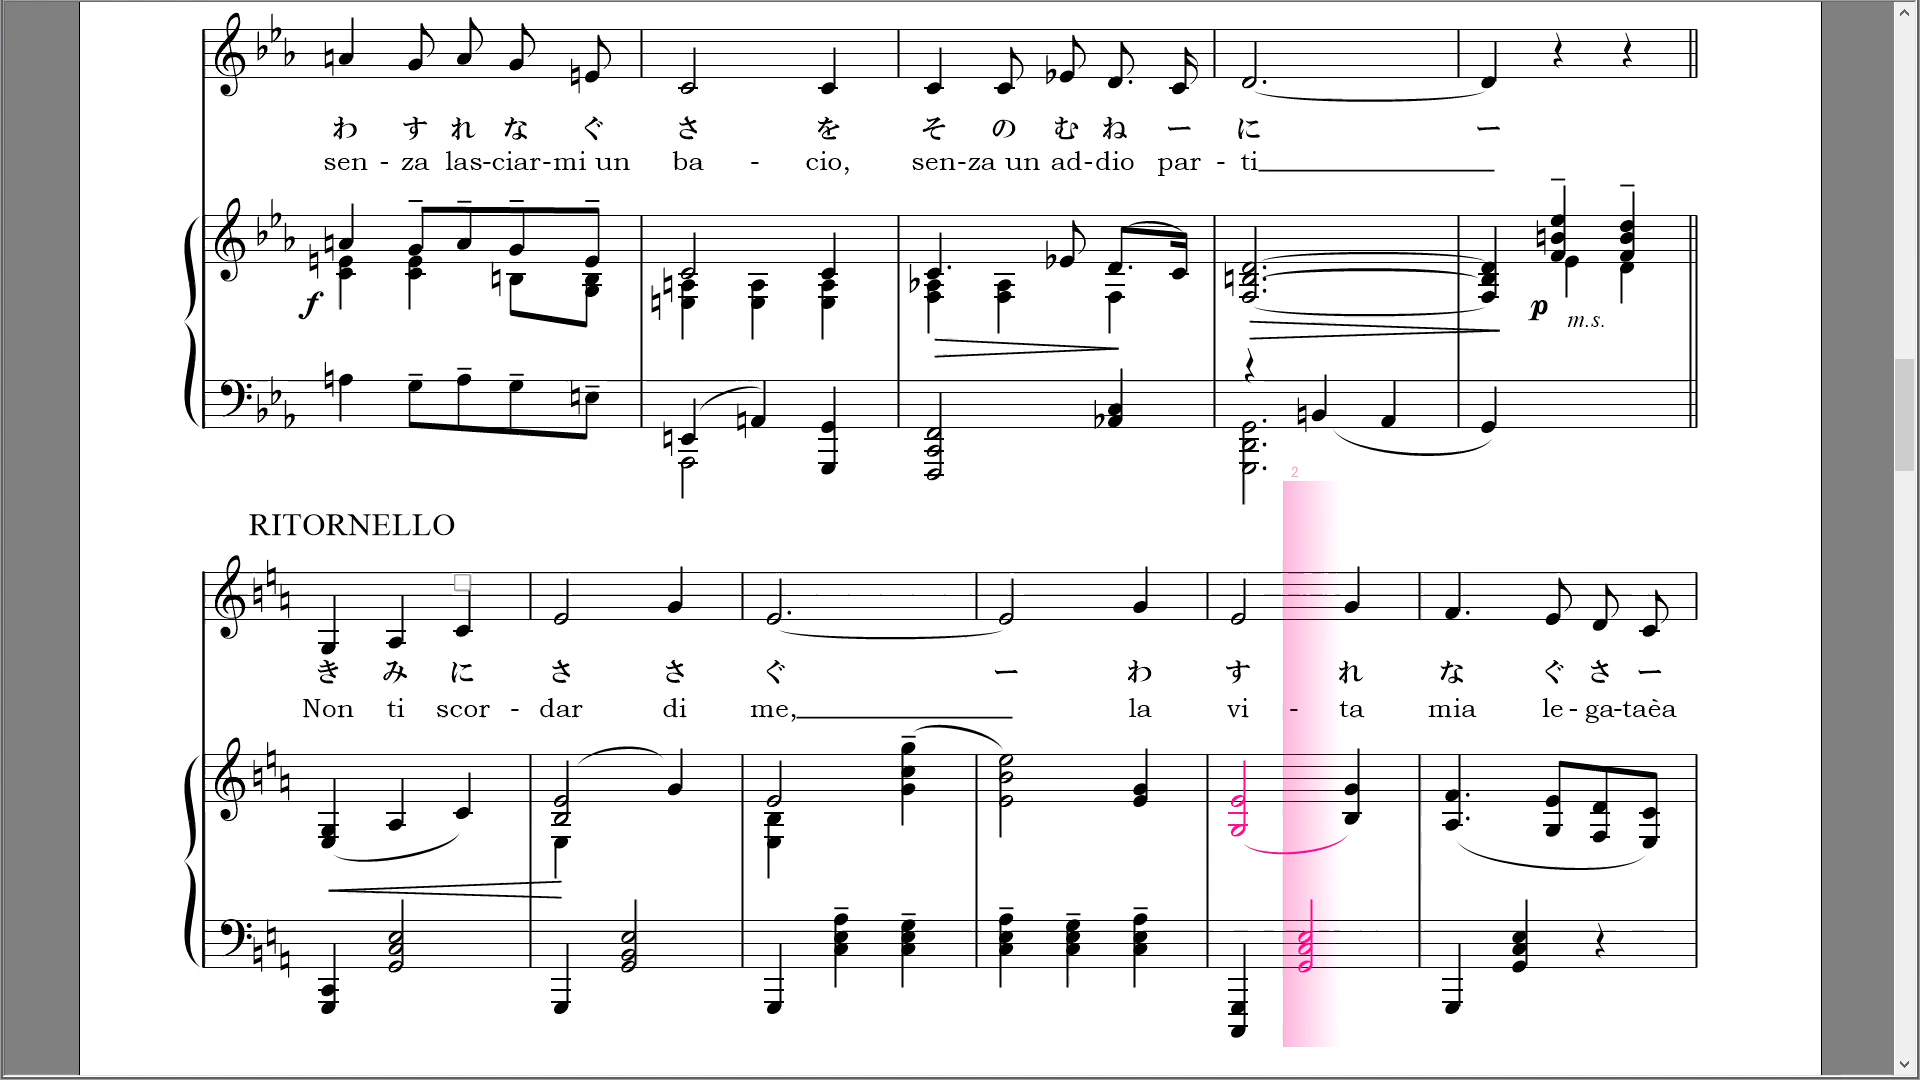 わ す れ な ぐ さ を そ の む ね ー に ー
sen - za las-ciar-mi un ba - cio, sen-za un ad-dio par - ti
f
p
m.s.
2
RITORNELLO
き み に さ さ ぐ ー わ す れ な ぐ さ ー
Non ti scor - dar di me, la vi - ta mia le - ga-taèa